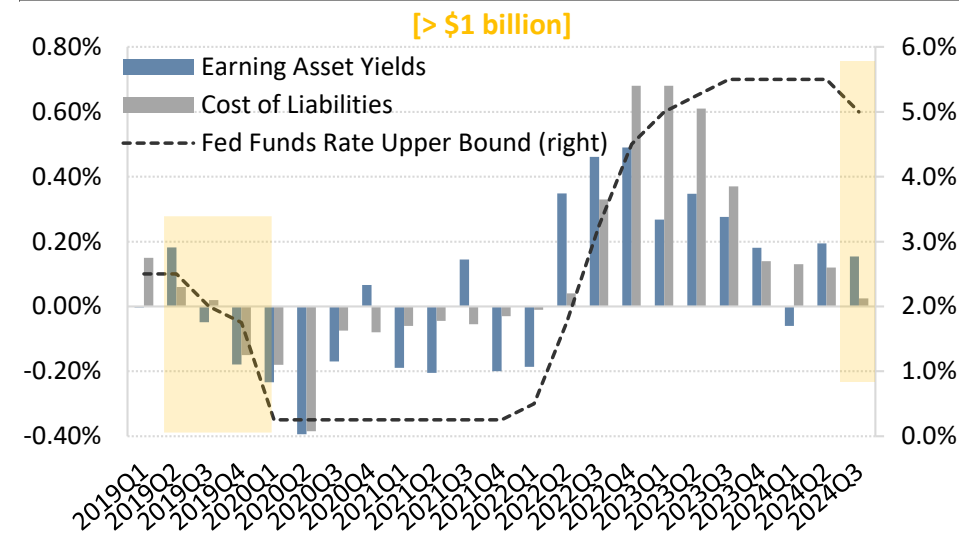 [> $1 billion]
Earning Asset Yields
Cost of Liabilities
Fed Funds Rate Upper Bound (right)
0.80%
0.60%
0.40%
0.20%
0.00%
-0.20%
-0.40%
6.0%
5.0%
4.0%
3.0%
2.0%
1.0%
0.0%
2019Q1
2019Q2
2019Q3
2019Q4
2020Q1
2020Q2
2020Q3
2020Q4
2021Q1
2021Q2
2021Q3
2021Q4
2022Q1
2022Q2
2022Q3
2022Q4
2023Q1
2023Q2
2023Q3
2023Q4
2024Q1
2024Q2
2024Q3